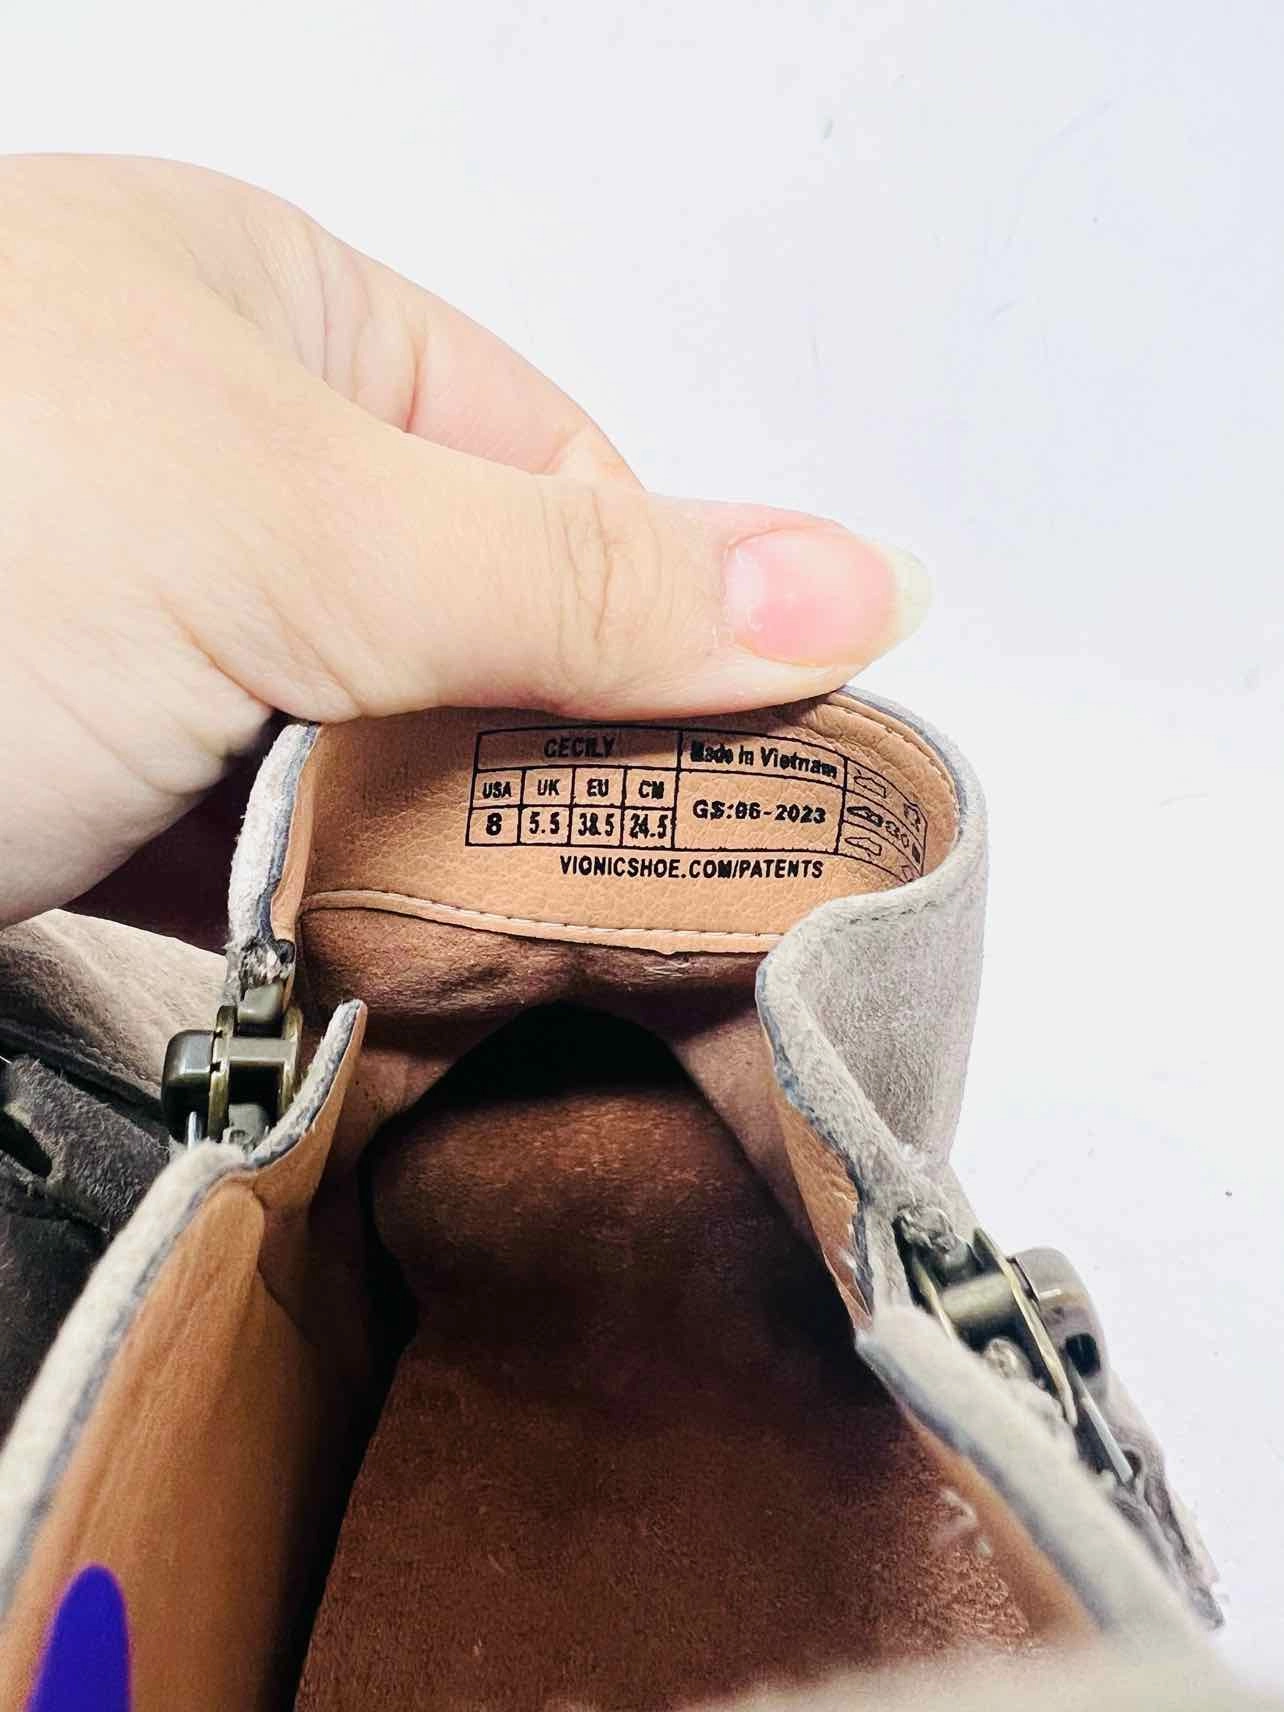 CECILY
Made in Vietnam
USA UK EU CM
8 5.5 38.5 24.5
GS:06-2023
VIONICSHOE.COM/PATENTS